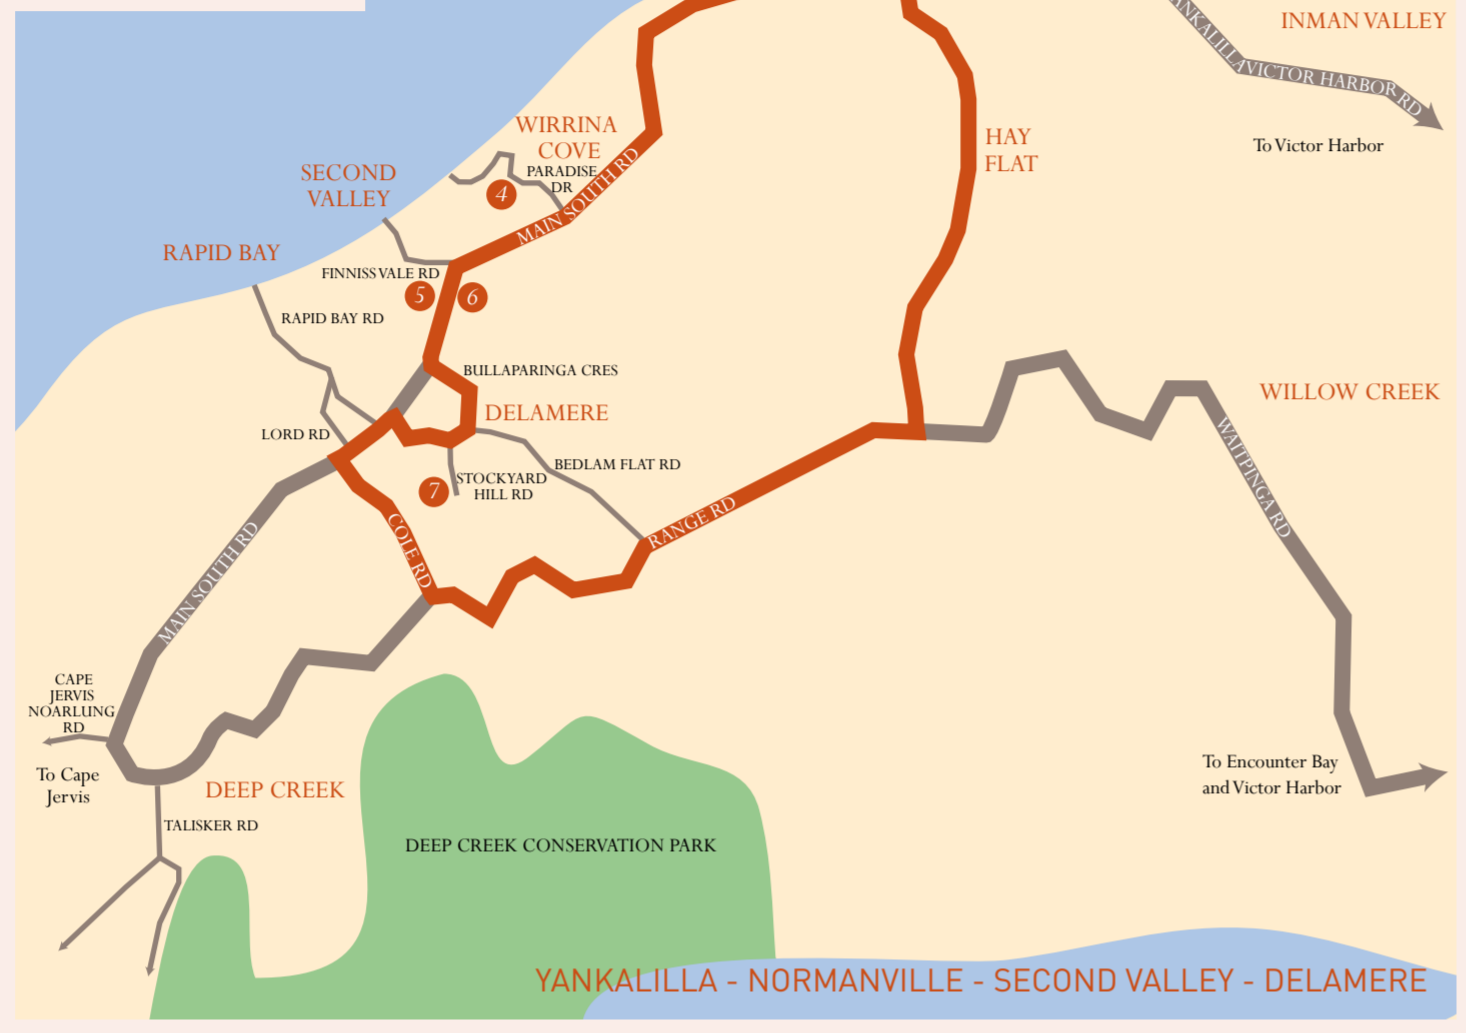 INMAN VALLEY
YANKALILLA/VICTOR HARBOR RD
To Victor Harbor
WIRRINA
COVE
HAY
FLAT
SECOND
VALLEY
PARADISE
DR
4
MAIN SOUTH RD
RAPID BAY
FINNISS VALE RD
5
6
RAPID BAY RD
BULLAPARINGA CRES
WILLOW CREEK
DELAMERE
LORD RD
BEDLAM FLAT RD
STOCKYARD
HILL RD
7
WAITPINGA RD
RANGE RD
COLE RD
MAIN SOUTH RD
CAPE
JERVIS
NOARLUNG
RD
To Cape
Jervis
DEEP CREEK
To Encounter Bay
and Victor Harbor
TALISKER RD
DEEP CREEK CONSERVATION PARK
YANKALILLA - NORMANVILLE - SECOND VALLEY - DELAMERE